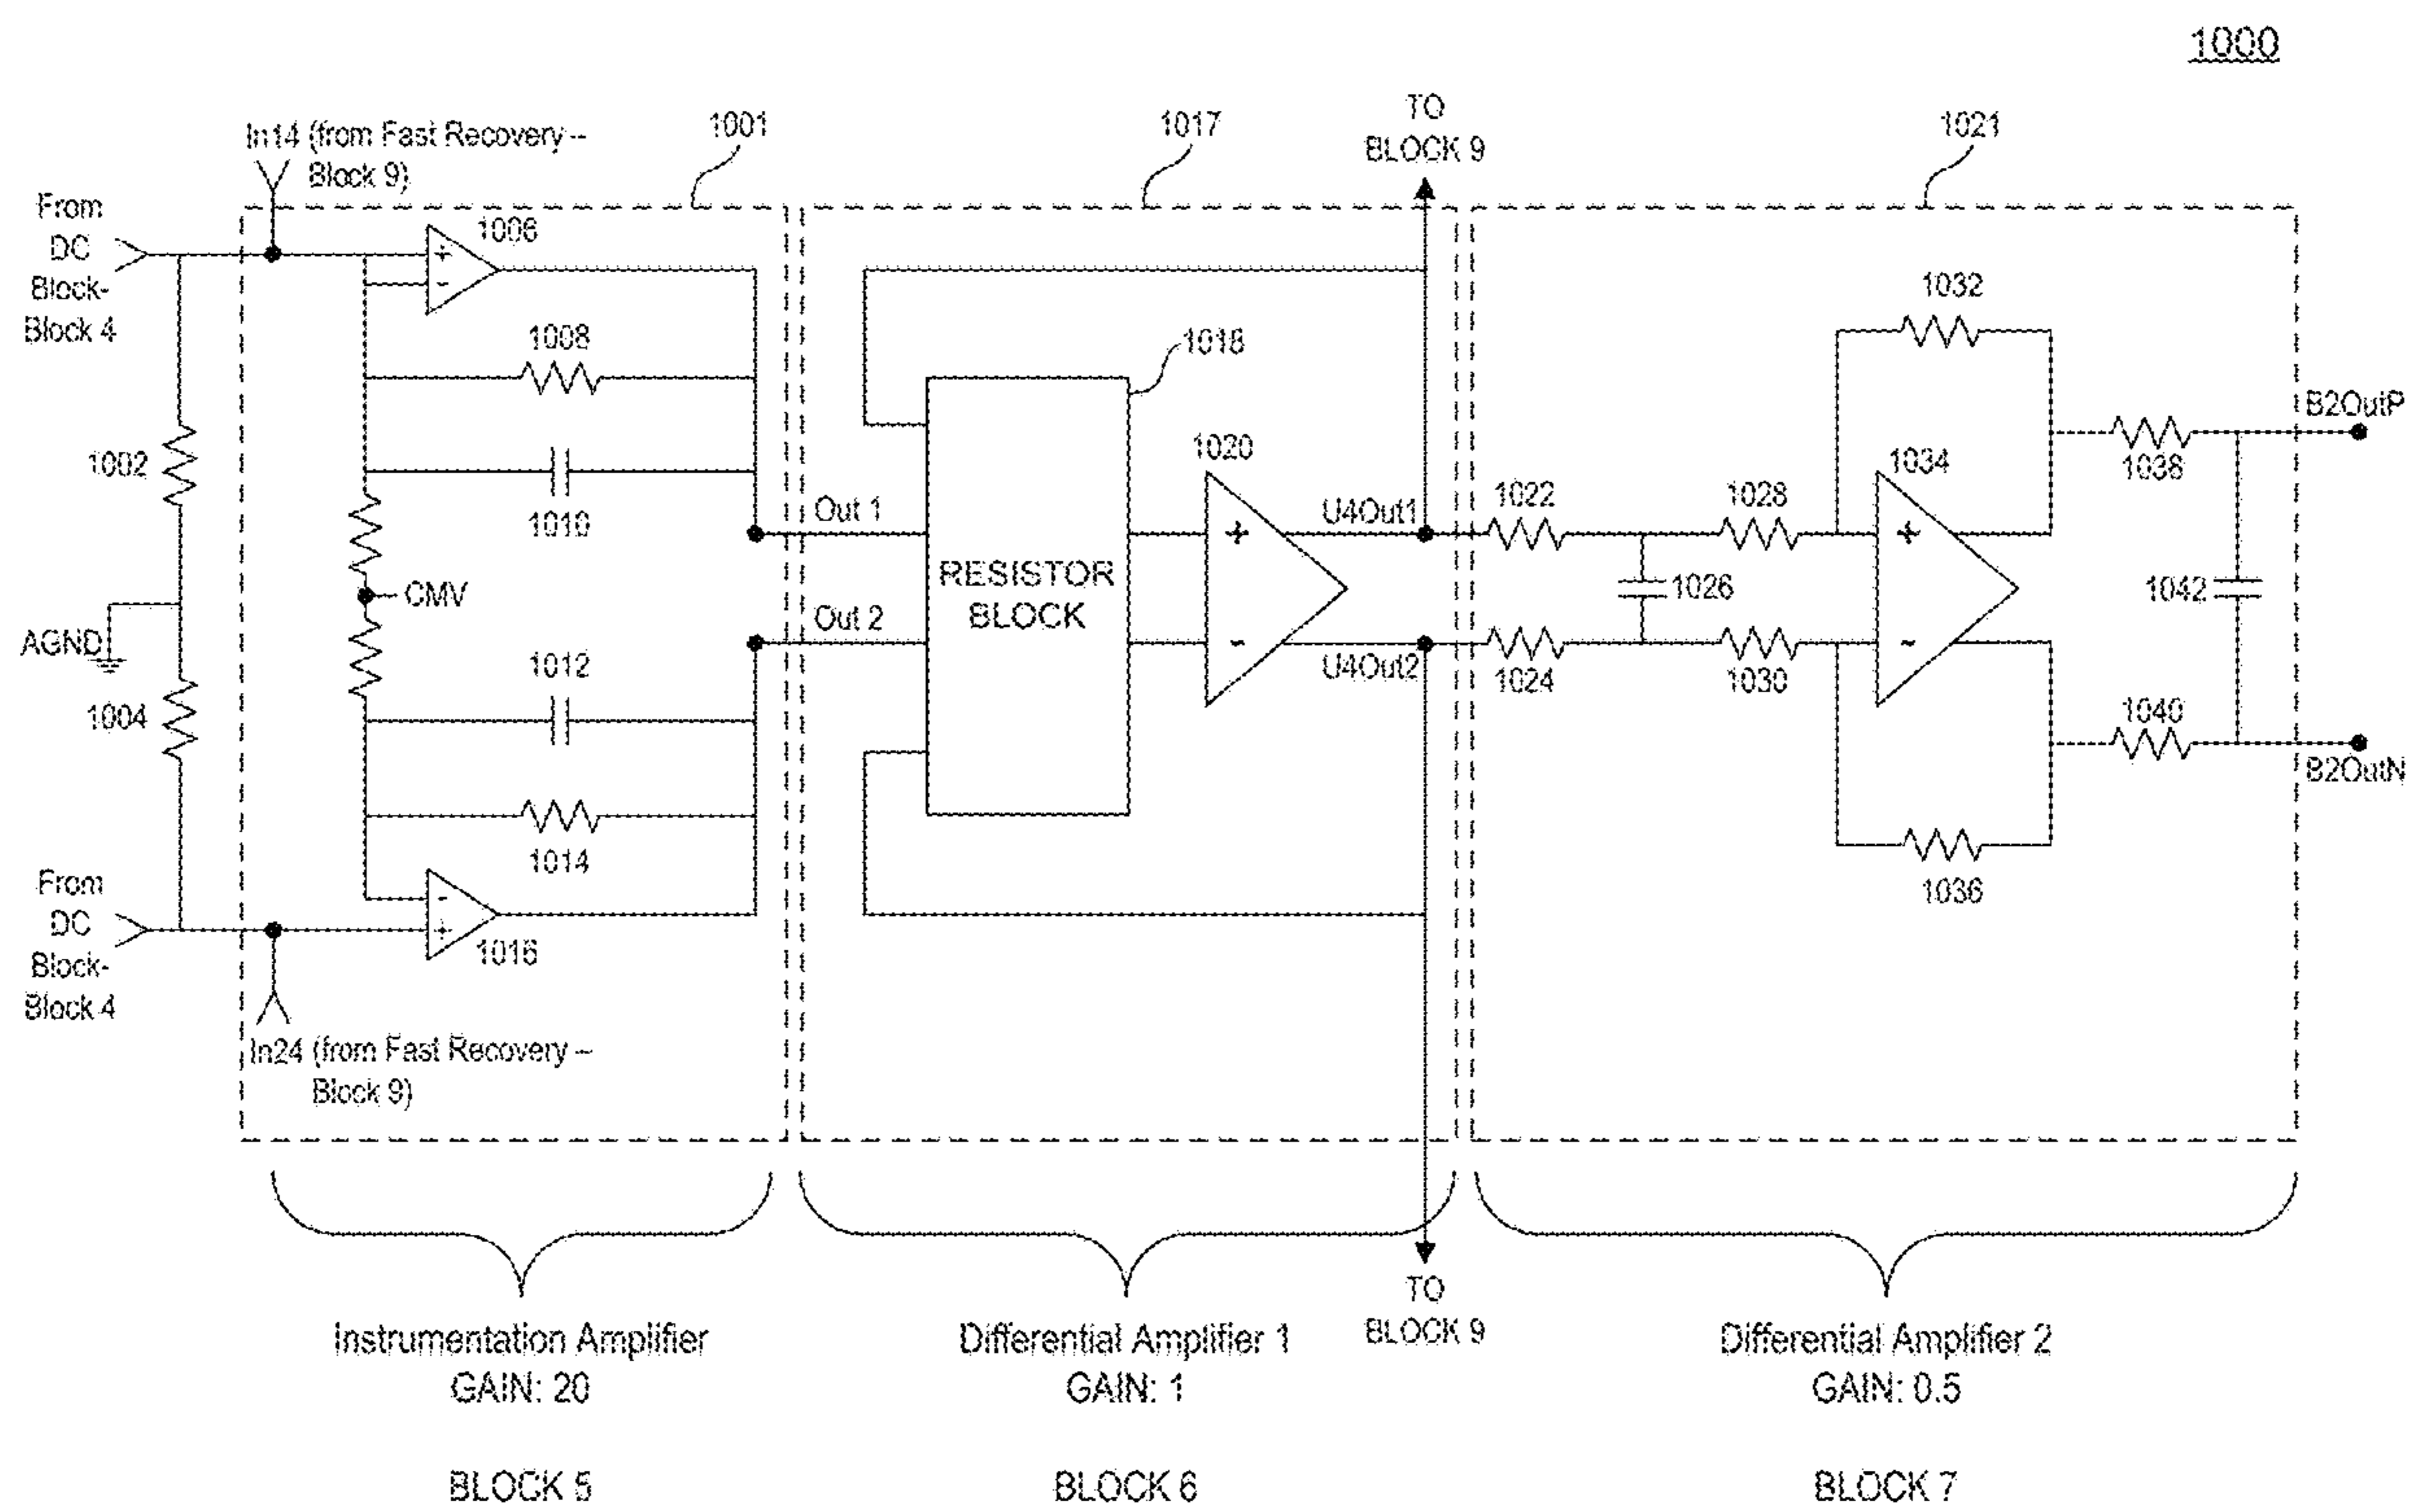 1000
In14 (from Fast Recovery –
Block 9)
1001
1017
TO
BLOCK 9
1021
From
DC
Block-
Block 4
1006
+
-
1008
1010
1002
CMV
AGND
1004
1012
1014
From
DC
Block-
Block 4
-
+
1016
In24 (from Fast Recovery –
Block 9)
Out 1
Out 2
1018
RESISTOR
BLOCK
1020
+
-
U4Out1
U4Out2
1022
1024
1026
1028
1030
1032
1034
+
-
1036
1038
1040
1042
B2OutP
B2OutN
TO
BLOCK 9
Instrumentation Amplifier
GAIN: 20
BLOCK 5
Differential Amplifier 1
GAIN: 1
BLOCK 6
Differential Amplifier 2
GAIN: 0.5
BLOCK 7